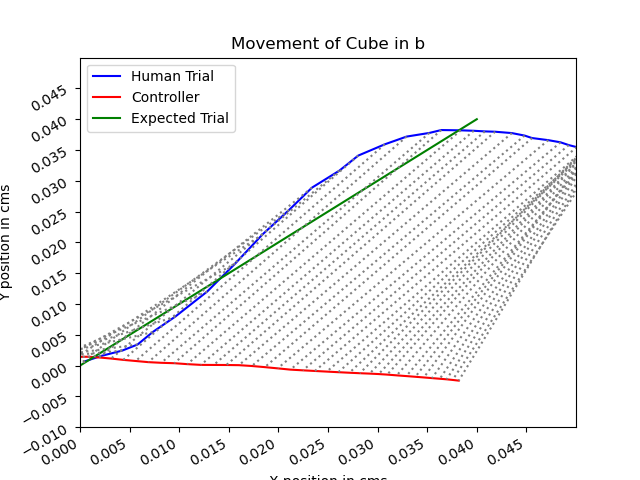 Movement of Cube in b
Human Trial
Controller
Expected Trial
Y position in cms
0.045
0.040
0.035
0.030
0.025
0.020
0.015
0.010
0.005
0.000
−0.005
−0.010
0.000 0.005 0.010 0.015 0.020 0.025 0.030 0.035 0.040 0.045
X position in cms